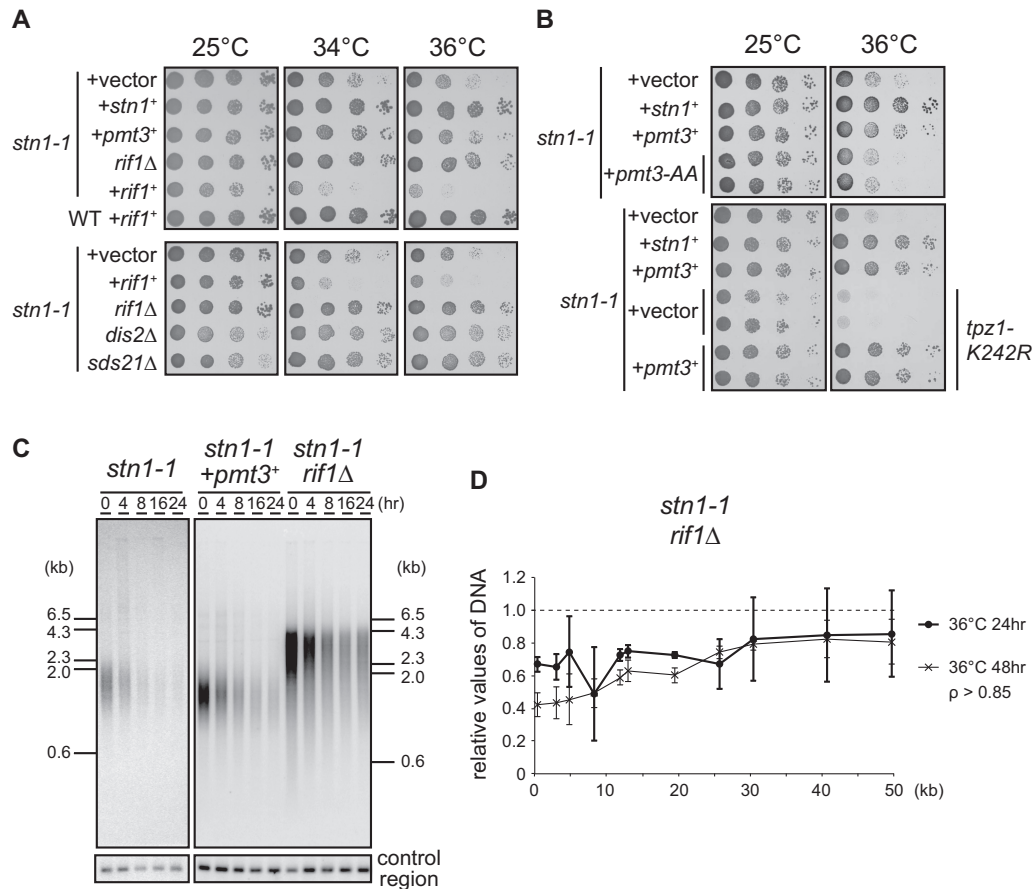 A
25°C 34°C 36°C
stn1-1
+vector
+stn1⁺
+pmt3⁺
rif1Δ
+rif1⁺
WT +rif1⁺
stn1-1
+vector
+rif1⁺
rif1Δ
dis2Δ
sds21Δ
B
25°C 36°C
stn1-1
+vector
+stn1⁺
+pmt3⁺
+pmt3-AA
stn1-1
+vector
+stn1⁺
+pmt3⁺
+vector
+pmt3⁺
tpz1-
K242R
C
stn1-1
stn1-1
+pmt3⁺
stn1-1
rif1Δ
0 4 8 16 24 0 4 8 16 24 0 4 8 16 24 (hr)
(kb)
6.5
4.3
2.3
2.0
0.6
(kb)
6.5
4.3
2.3
2.0
0.6
control
region
D
stn1-1
rif1Δ
relative values of DNA
1.2
1.0
0.8
0.6
0.4
0.2
0
0 10 20 30 40 50 (kb)
36°C 24hr
36°C 48hr
ρ > 0.85